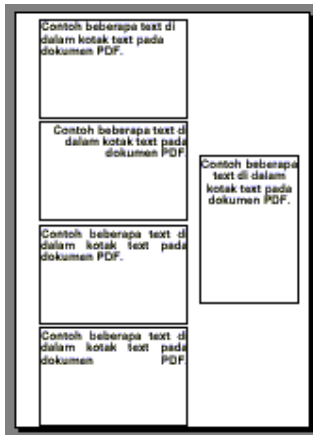 Contoh beberapa text di
dalam kotak text pada
dokumen PDF.
Contoh beberapa text di
dalam kotak text pada
dokumen PDF.
Contoh beberapa text di
dalam kotak text pada
dokumen PDF.
Contoh beberapa text di
dalam kotak text pada
dokumen PDF.
Contoh beberapa
text di dalam
kotak text pada
dokumen PDF.